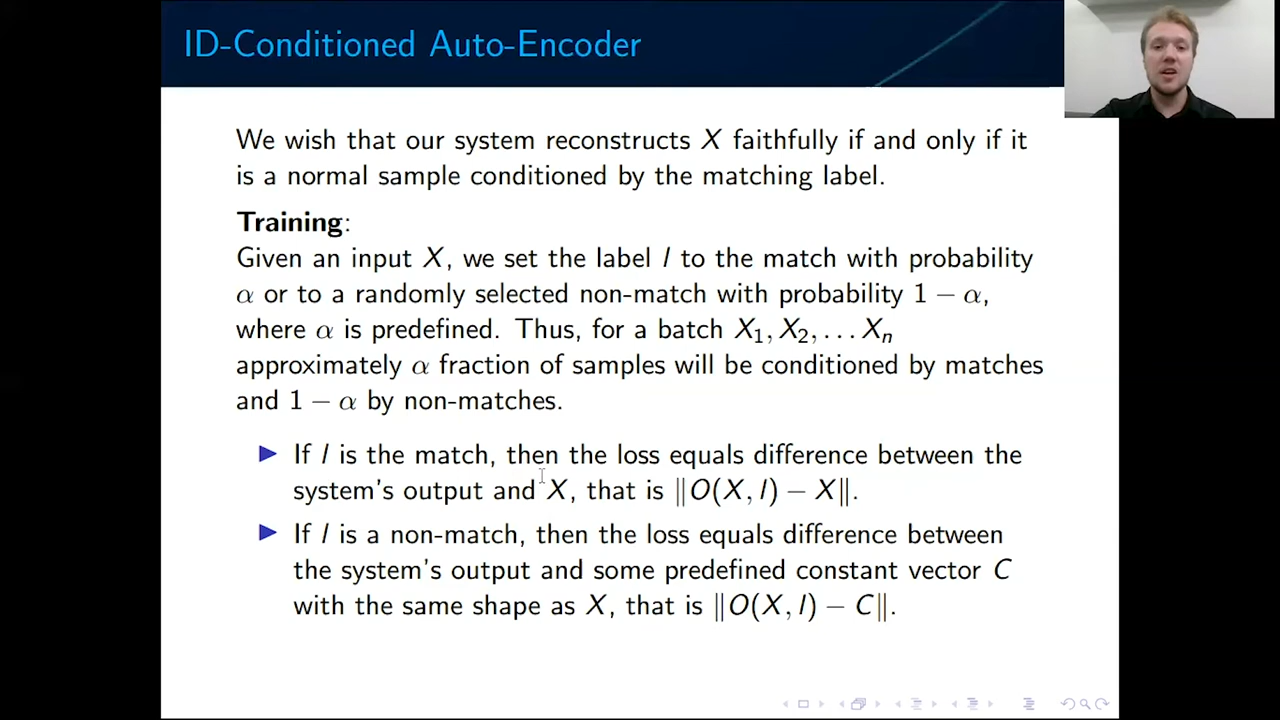 ID-Conditioned Auto-Encoder
We wish that our system reconstructs X faithfully if and only if it
is a normal sample conditioned by the matching label.
Training:
Given an input X, we set the label l to the match with probability
α or to a randomly selected non-match with probability 1 − α,
where α is predefined. Thus, for a batch X₁, X₂, . . . Xₙ
approximately α fraction of samples will be conditioned by matches
and 1 − α by non-matches.
▶ If l is the match, then the loss equals difference between the
system's output and X, that is ‖O(X, l) − X‖.
▶ If l is a non-match, then the loss equals difference between
the system's output and some predefined constant vector C
with the same shape as X, that is ‖O(X, l) − C‖.